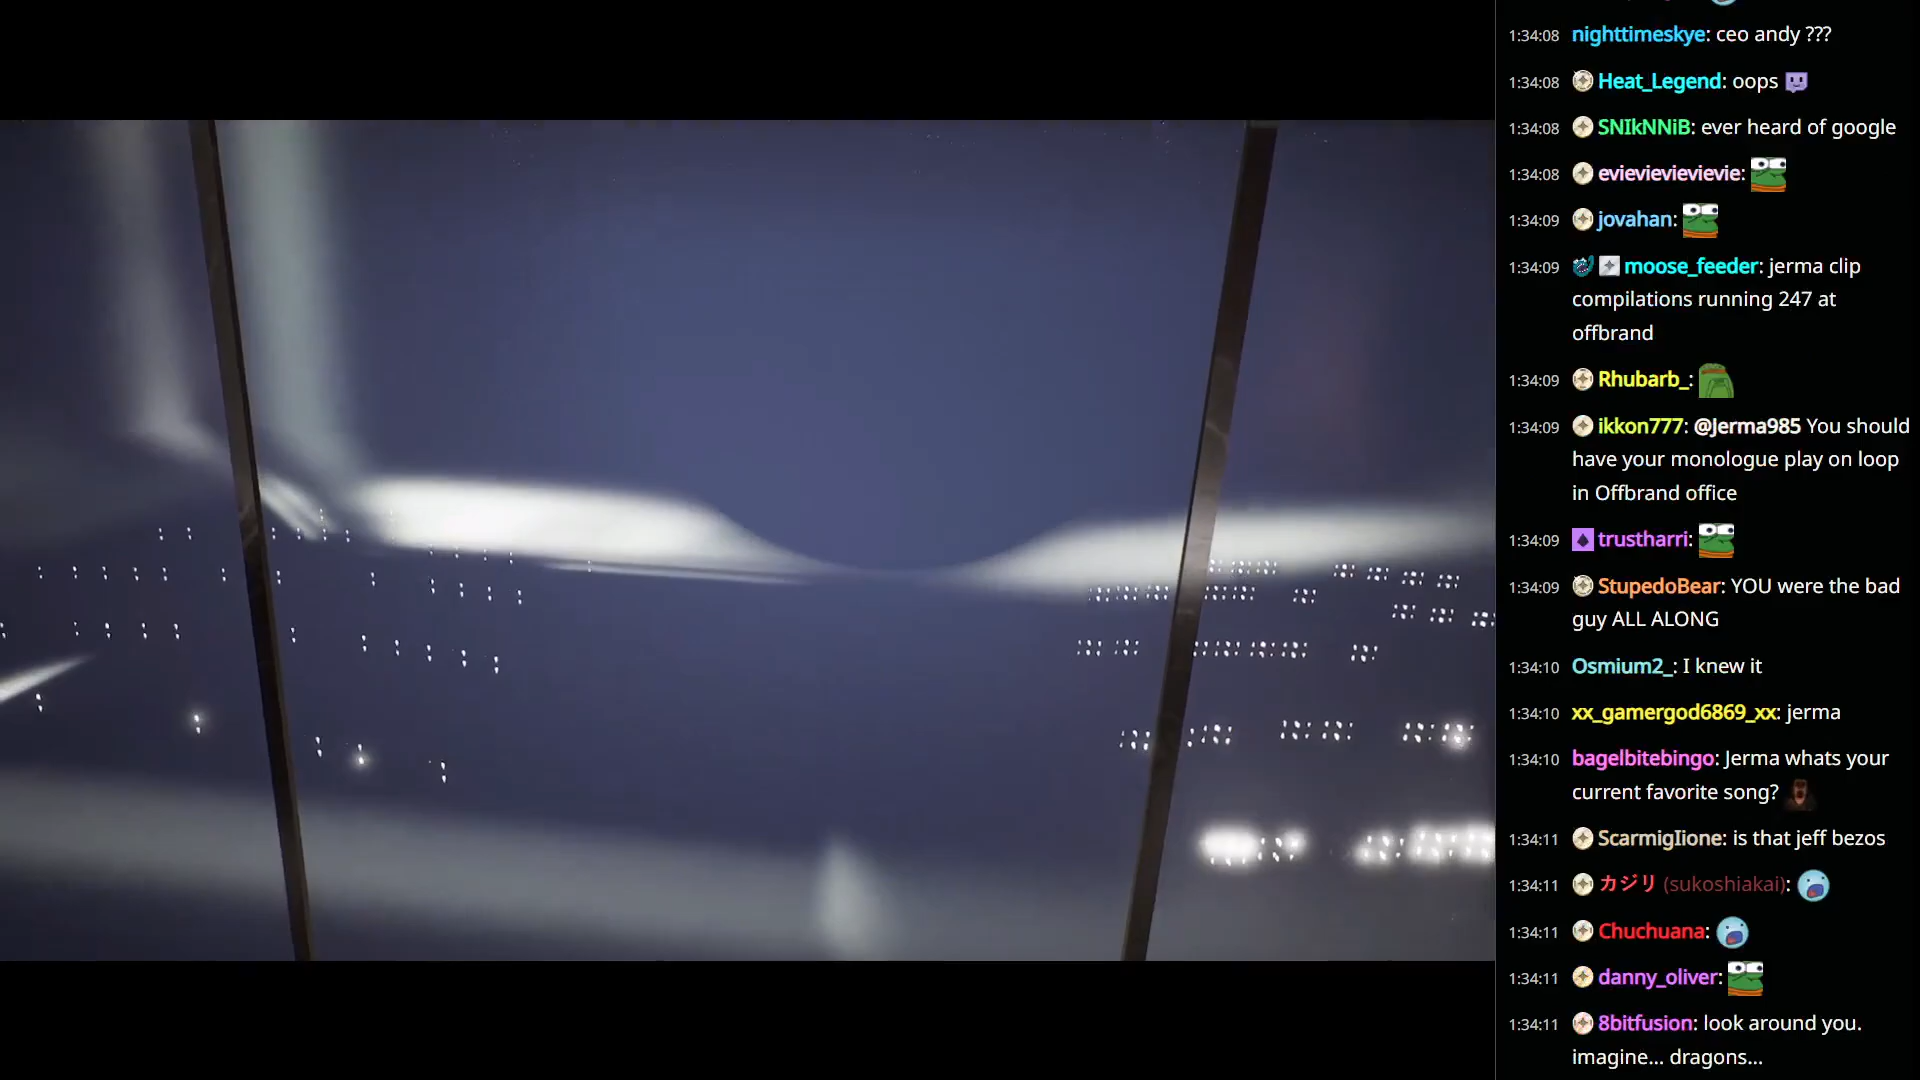 1:34:08 nighttimeskye: ceo andy ???
1:34:08 Heat_Legend: oops
1:34:08 SNIkNNiB: ever heard of google
1:34:08 evievievievievie:
1:34:09 jovahan:
1:34:09 moose_feeder: jerma clip
compilations running 247 at
offbrand
1:34:09 Rhubarb_:
1:34:09 ikkon777: @Jerma985 You should
have your monologue play on loop
in Offbrand office
1:34:09 trustharri:
1:34:09 StupedoBear: YOU were the bad
guy ALL ALONG
1:34:10 Osmium2_: I knew it
1:34:10 xx_gamergod6869_xx: jerma
1:34:10 bagelbitebingo: Jerma whats your
current favorite song?
1:34:11 ScarmigIione: is that jeff bezos
1:34:11 カジリ (sukoshiakai):
1:34:11 Chuchuana:
1:34:11 danny_oliver:
1:34:11 8bitfusion: look around you.
imagine... dragons...